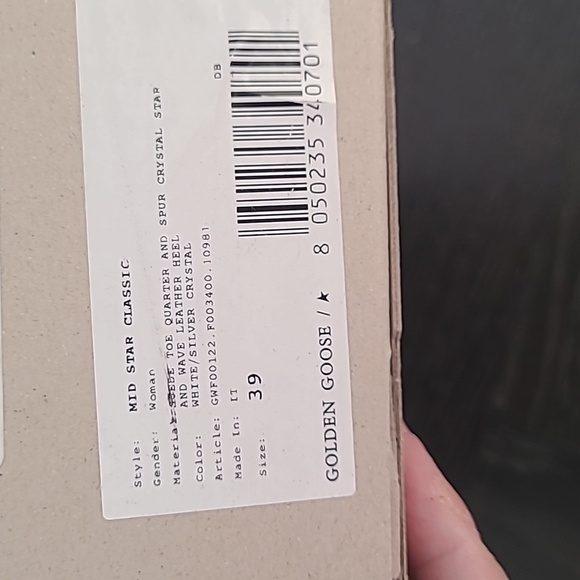 Style: MID STAR CLASSIC
Gender: Woman
Material: SUEDE TOE QUARTER AND SPUR CRYSTAL STAR
AND WAVE LEATHER HEEL
Color: WHITE/SILVER CRYSTAL
Article: GWF00122.F003400.10981 DB
Made In: IT
Size: 39
8 050235 340701
GOLDEN GOOSE / ★